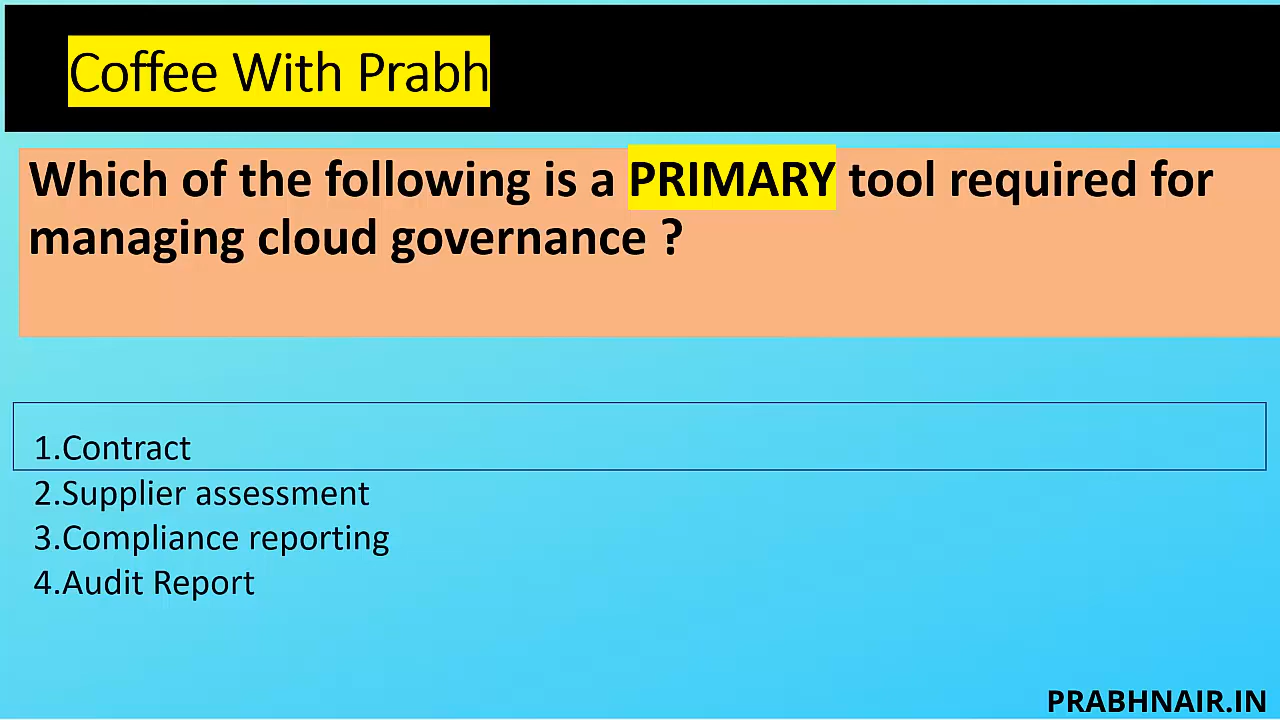 Coffee With Prabh
Which of the following is a PRIMARY tool required for
managing cloud governance ?
1.Contract
2.Supplier assessment
3.Compliance reporting
4.Audit Report
PRABHNAIR.IN